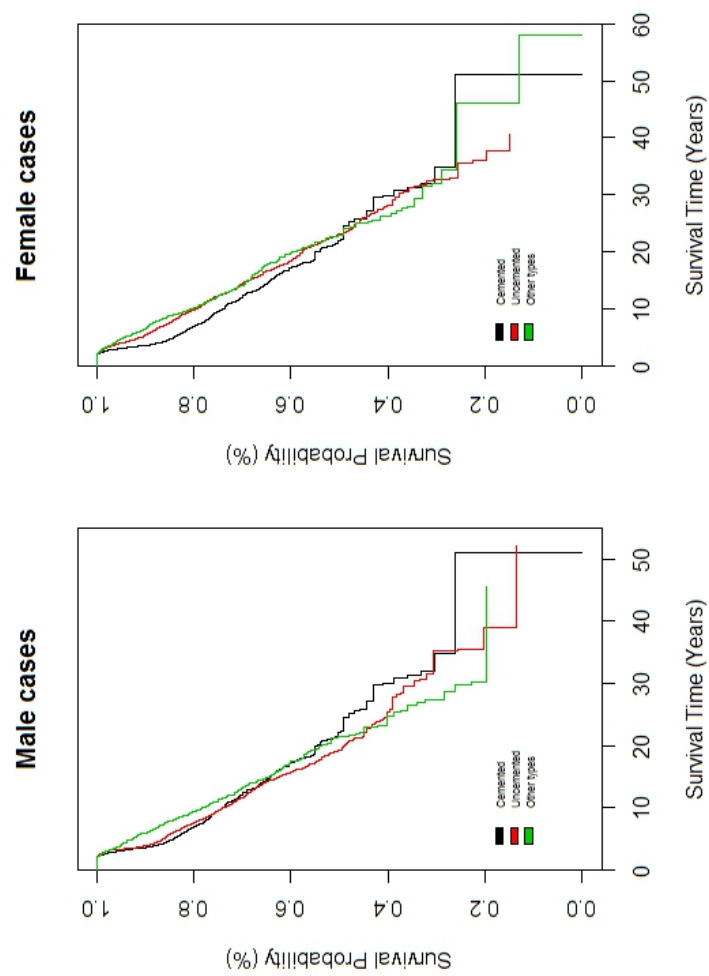 Female cases
Survival Probability (%)
1.0 0.8 0.6 0.4 0.2 0.0
0 10 20 30 40 50 60
Survival Time (Years)
Cemented
Uncemented
Other types
Male cases
Survival Probability (%)
1.0 0.8 0.6 0.4 0.2 0.0
0 10 20 30 40 50
Survival Time (Years)
Cemented
Uncemented
Other types